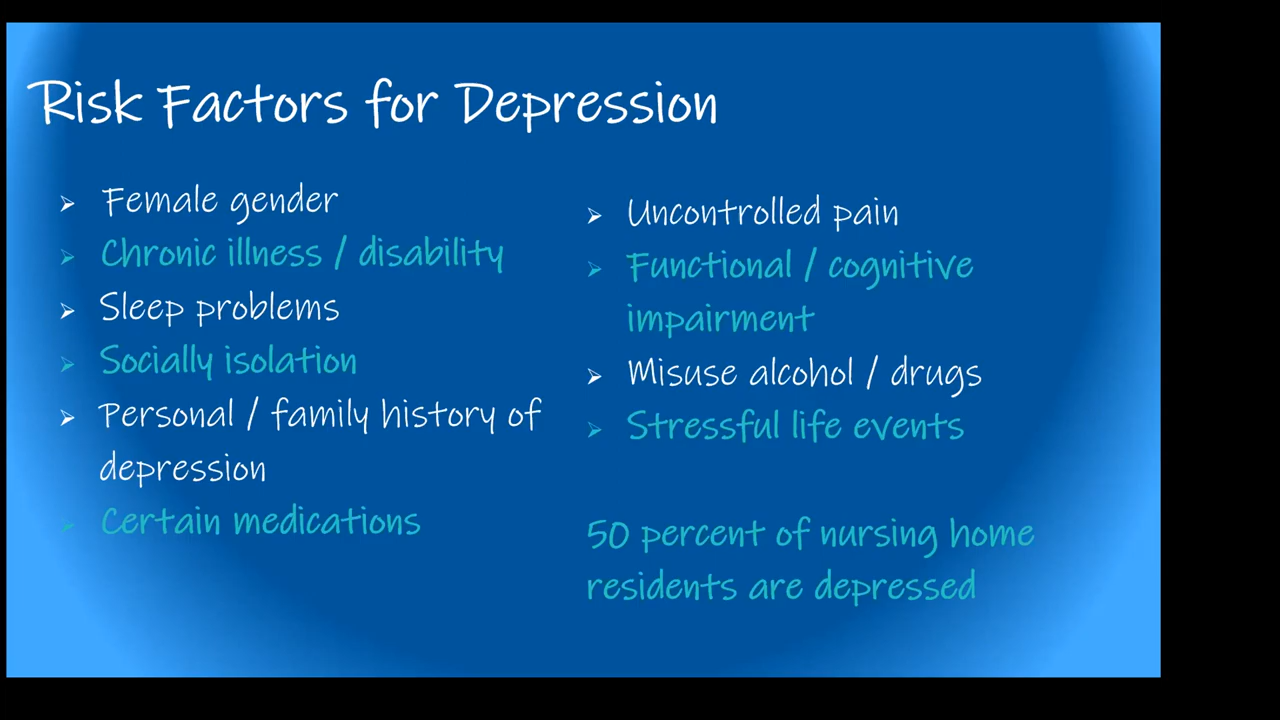 Risk Factors for Depression
➢ Female gender
➢ Chronic illness / disability
➢ Sleep problems
➢ Socially isolation
➢ Personal / family history of
depression
➢ Certain medications
➢ Uncontrolled pain
➢ Functional / cognitive
impairment
➢ Misuse alcohol / drugs
➢ Stressful life events
50 percent of nursing home
residents are depressed